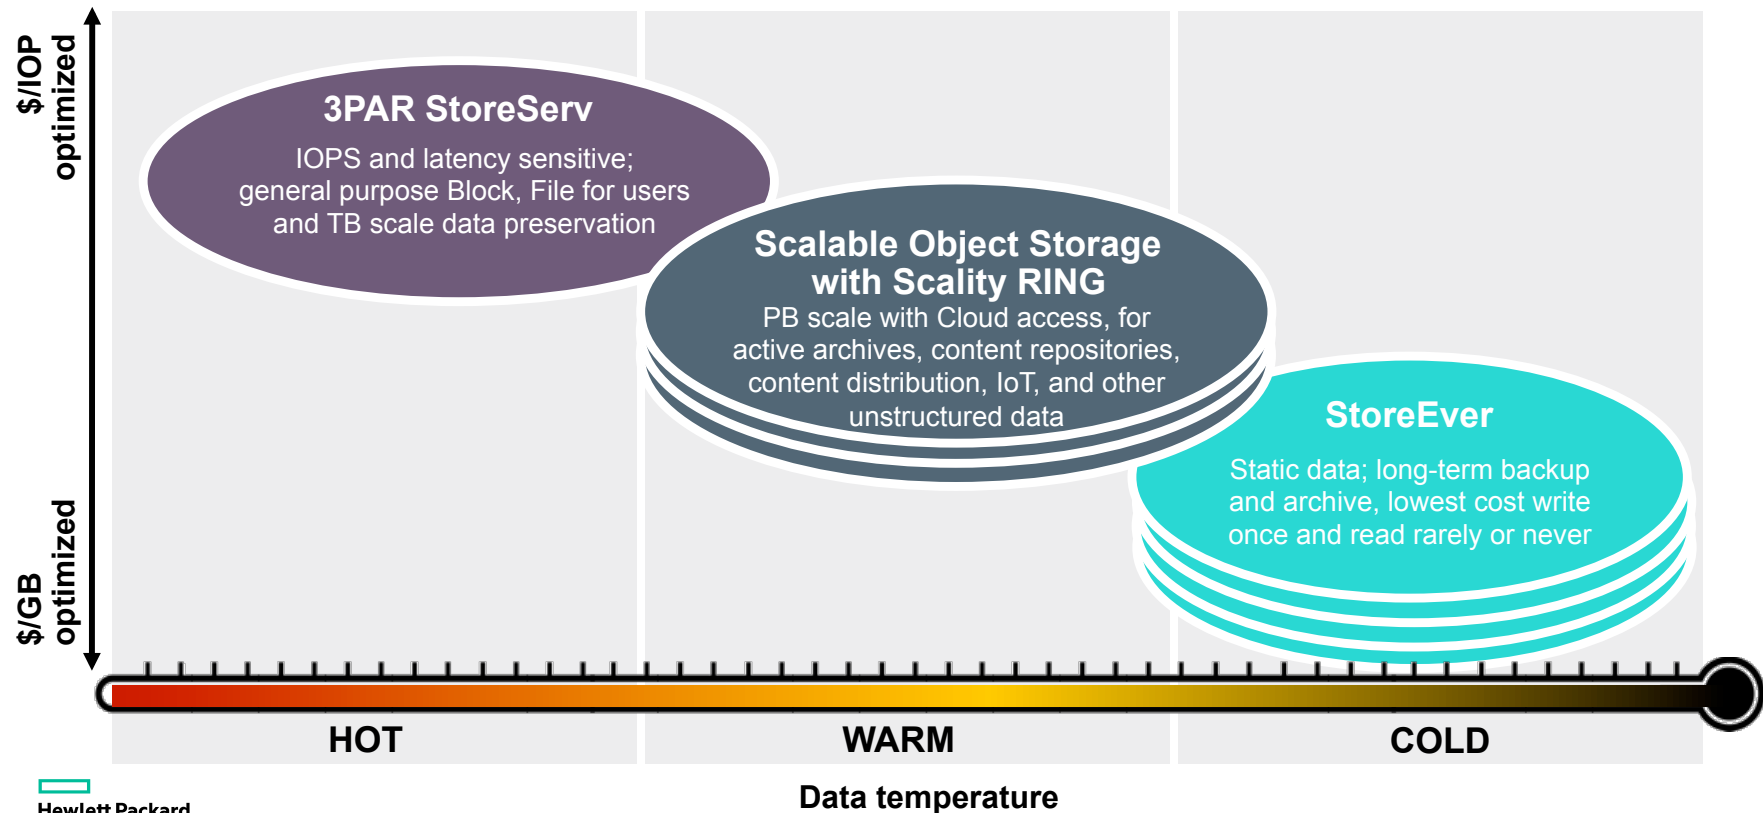 $/IOP
optimized
3PAR StoreServ
IOPS and latency sensitive;
general purpose Block, File for users
and TB scale data preservation
Scalable Object Storage
with Scality RING
PB scale with Cloud access, for
active archives, content repositories,
content distribution, IoT, and other
unstructured data
StoreEver
Static data; long-term backup
and archive, lowest cost write
once and read rarely or never
$/GB
optimized
HOT
WARM
COLD
Data temperature
Hewlett Packard